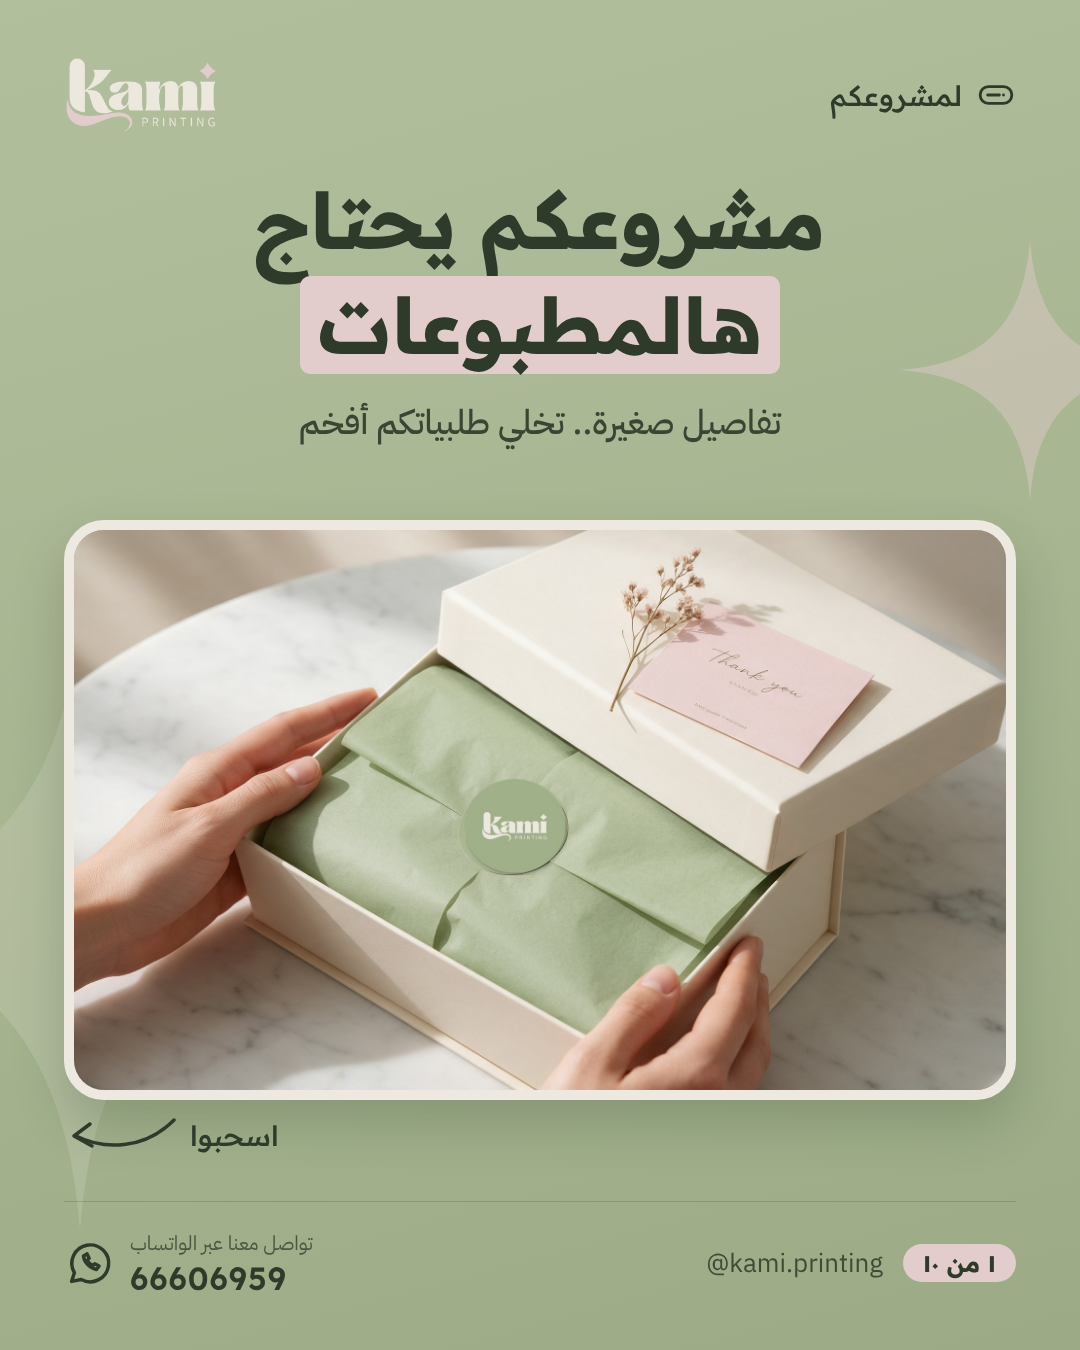 Kami
PRINTING
لمشروعكم
مشروعكم يحتاج
هالمطبوعات
تفاصيل صغيرة.. تخلي طلبياتكم أفخم
Thank you
Kami
PRINTING
اسحبوا
تواصل معنا عبر الواتساب
66606959
@kami.printing
١ من ١٠